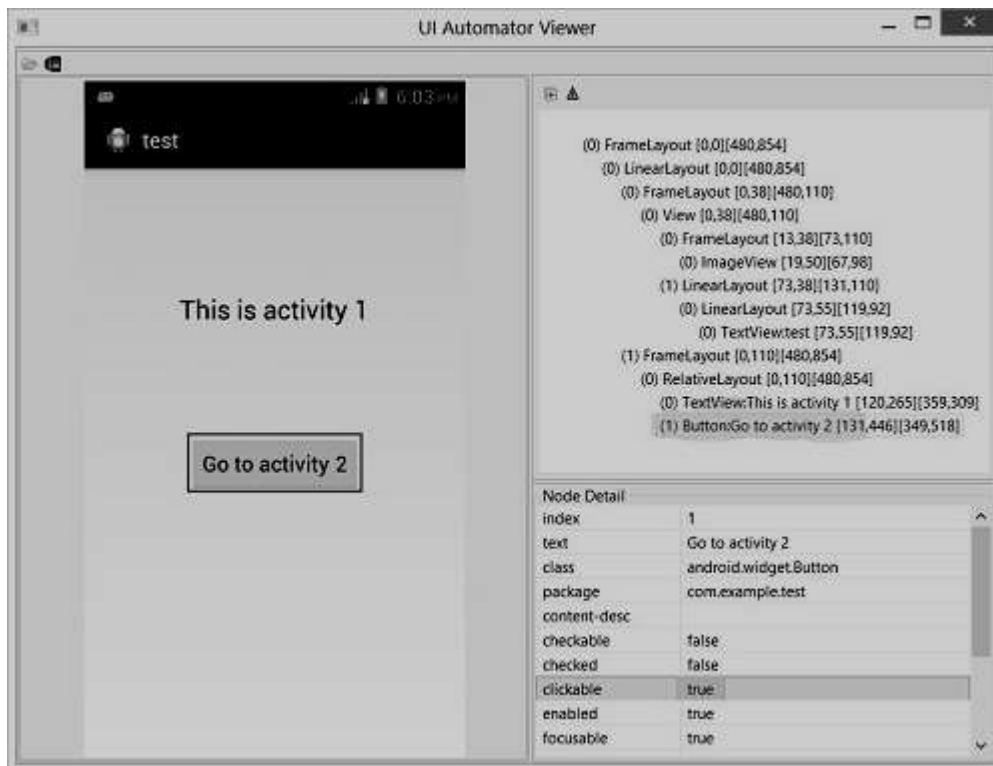 UI Automator Viewer
6:03 PM
test
This is activity 1
Go to activity 2
(0) FrameLayout [0,0][480,854]
(0) LinearLayout [0,0][480,854]
(0) FrameLayout [0,38][480,110]
(0) View [0,38][480,110]
(0) FrameLayout [13,38][73,110]
(0) ImageView [19,50][67,98]
(1) LinearLayout [73,38][131,110]
(0) LinearLayout [73,55][119,92]
(0) TextView:test [73,55][119,92]
(1) FrameLayout [0,110][480,854]
(0) RelativeLayout [0,110][480,854]
(0) TextView:This is activity 1 [120,265][359,309]
(1) Button:Go to activity 2 [131,446][349,518]
Node Detail
index 1
text Go to activity 2
class android.widget.Button
package com.example.test
content-desc
checkable false
checked false
clickable true
enabled true
focusable true